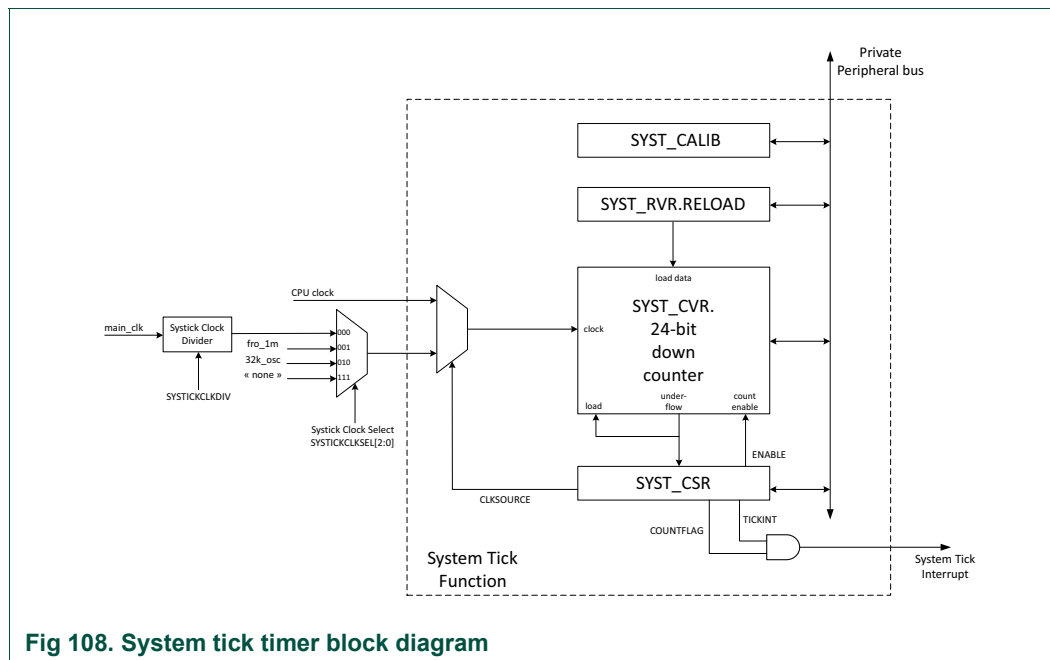 Private
Peripheral bus
SYST_CALIB
SYST_RVR.RELOAD
load data
CPU clock
SYST_CVR.
24-bit
down
counter
clock
main_clk
Systick Clock
Divider
000
fro_1m
001
32k_osc
010
« none »
111
SYSTICKCLKDIV
Systick Clock Select
SYSTICKCLKSEL[2:0]
load
under-
flow
count
enable
ENABLE
SYST_CSR
CLKSOURCE
COUNTFLAG
TICKINT
System Tick
Function
System Tick
Interrupt
Fig 108. System tick timer block diagram